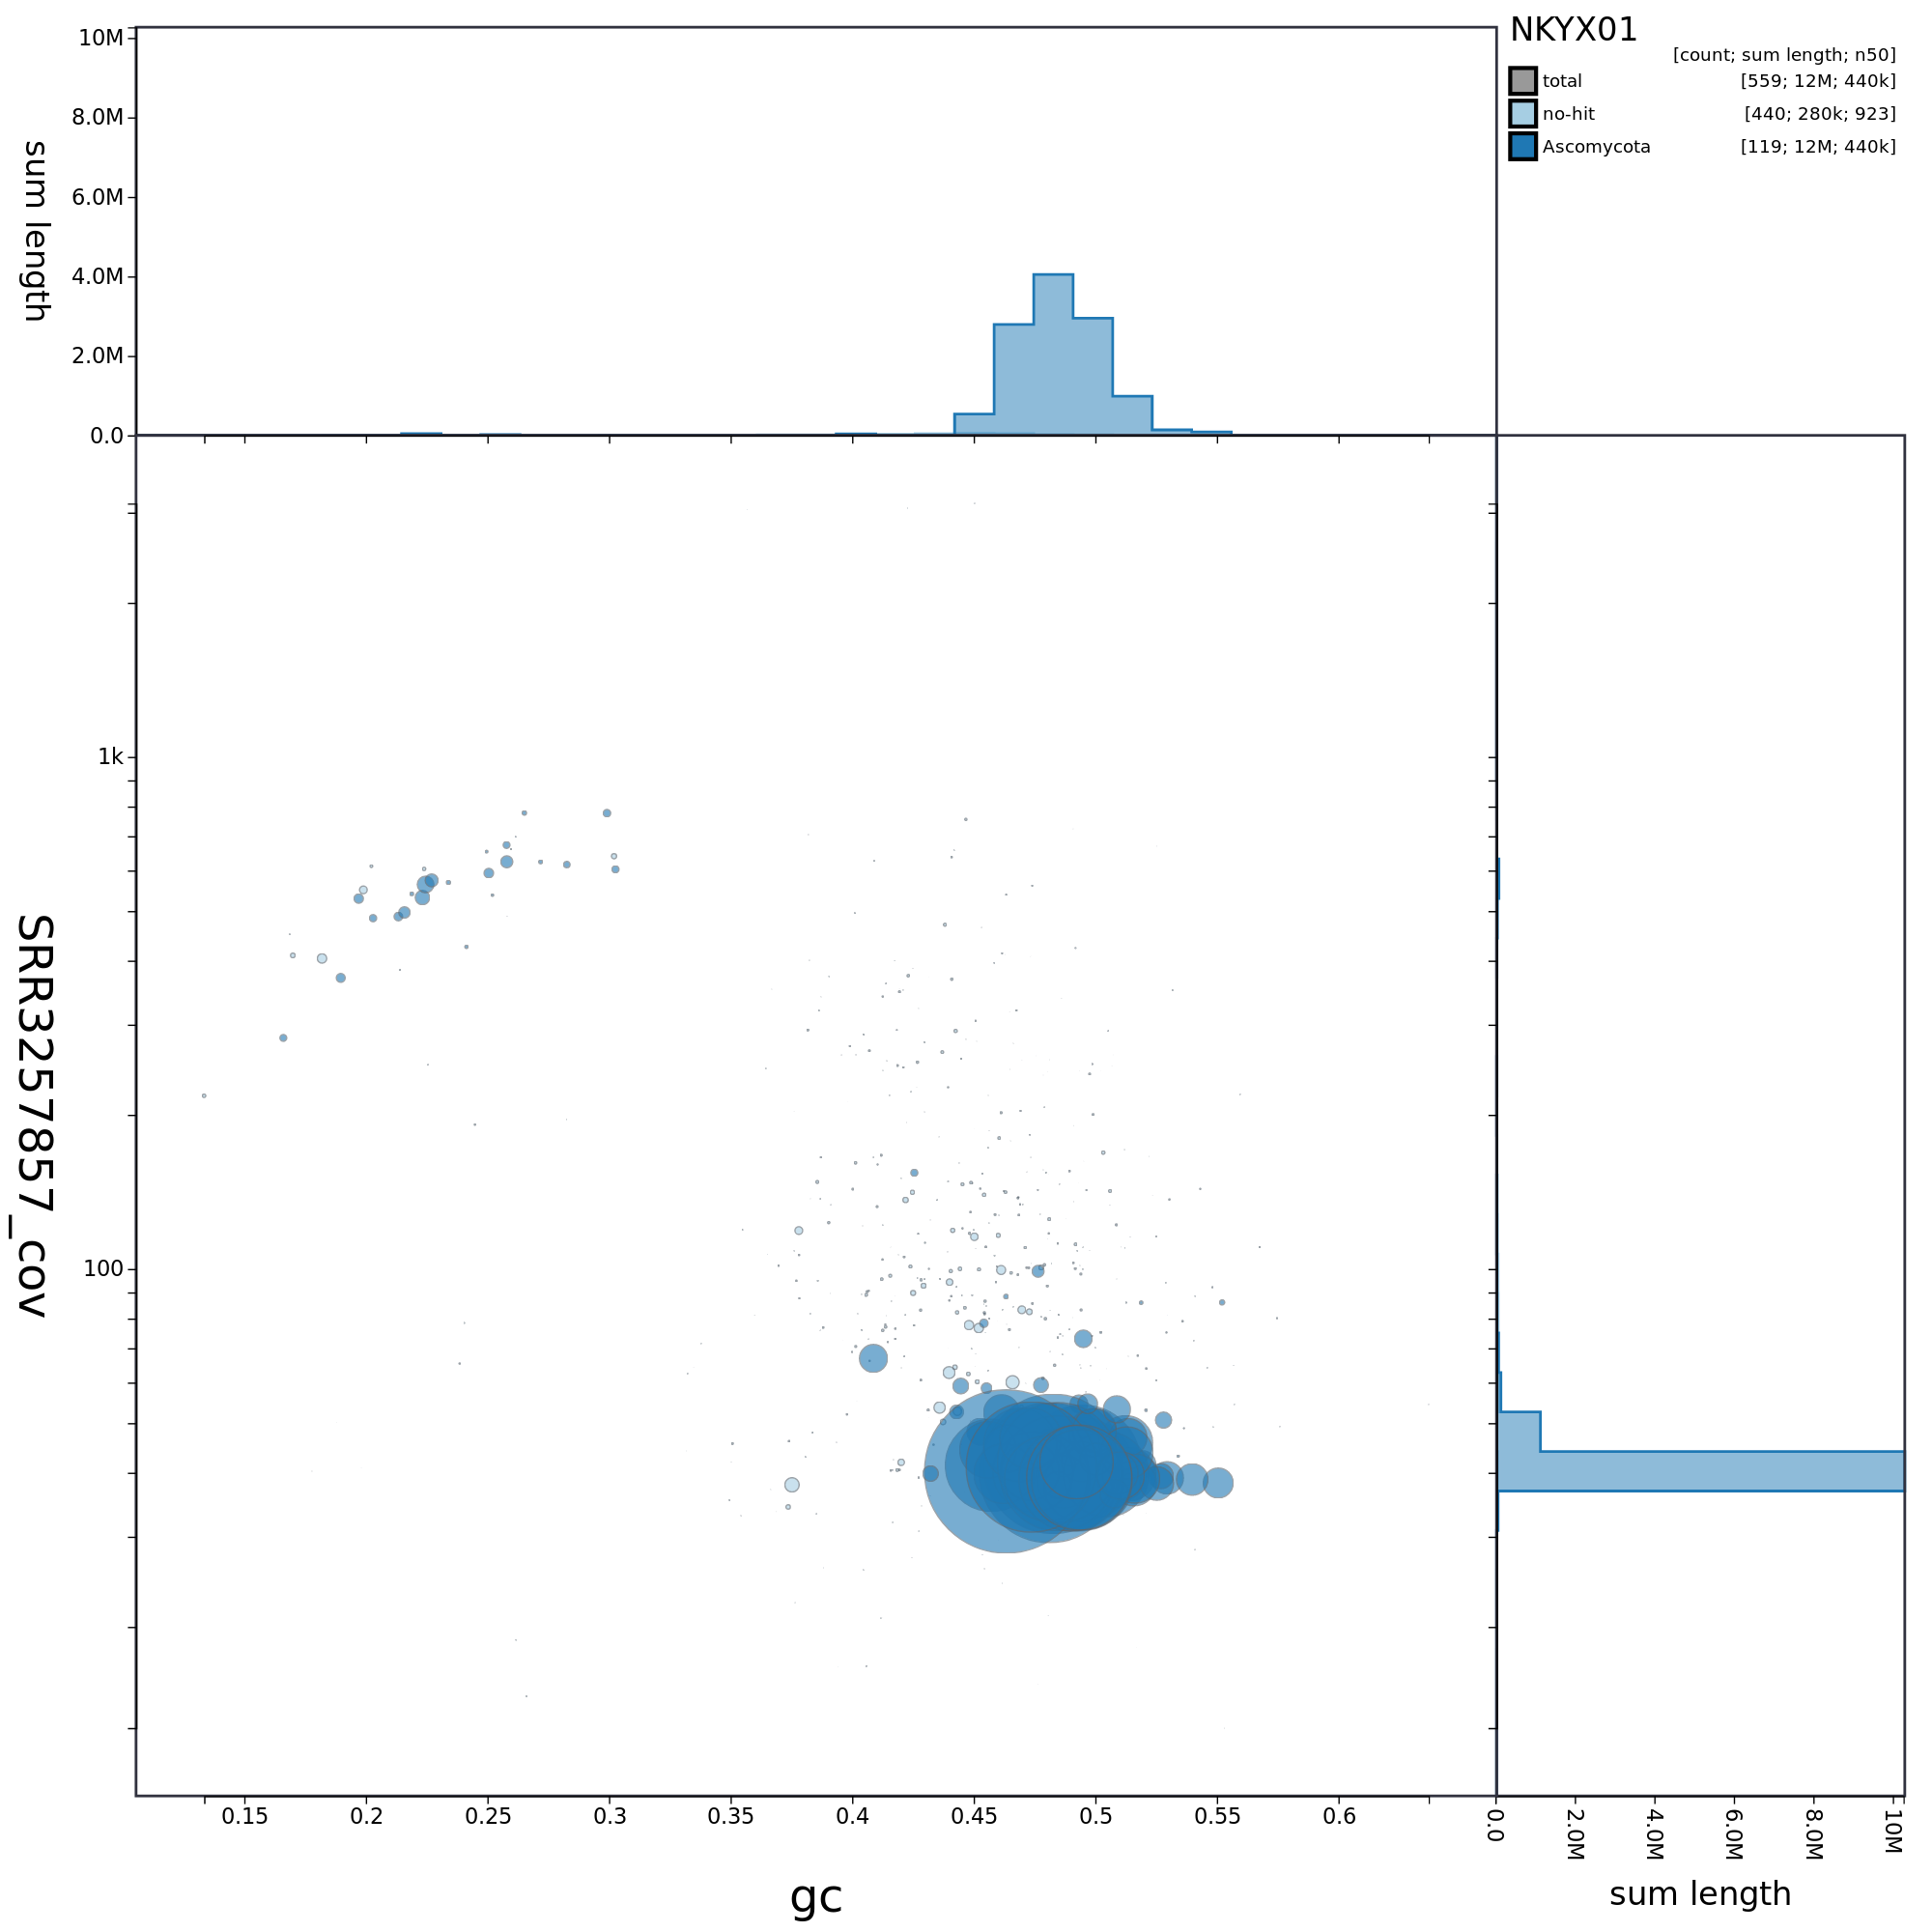 NKYX01
[count; sum length; n50]
total [559; 12M; 440k]
no-hit [440; 280k; 923]
Ascomycota [119; 12M; 440k]
sum length
10M
8.0M
6.0M
4.0M
2.0M
0.0
SRR3257857_cov
1k
100
0.15 0.2 0.25 0.3 0.35 0.4 0.45 0.5 0.55 0.6
gc
0.0 2.0M 4.0M 6.0M 8.0M 10M
sum length